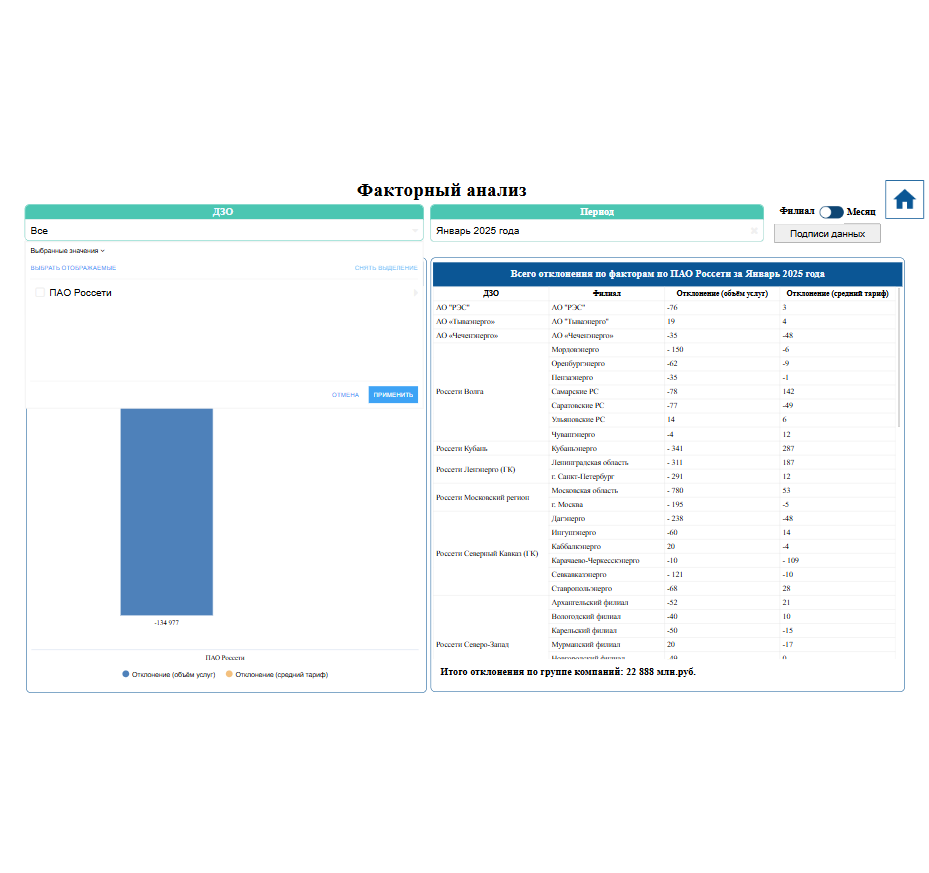 Факторный анализ
ДЗО
Все
Период
Январь 2025 года
Филиал Месяц
Подписи данных
Выбранные значения
ВЫБРАТЬ ОТОБРАЖАЕМЫЕ СНЯТЬ ВЫДЕЛЕНИЕ
ПАО Россети
ОТМЕНА ПРИМЕНИТЬ
-134 977
ПАО Россети
Отклонение (объём услуг) Отклонение (средний тариф)
Всего отклонения по факторам по ПАО Россети за Январь 2025 года
ДЗО Филиал Отклонение (объём услуг) Отклонение (средний тариф)
АО "РЭС" АО "РЭС" -76 3
АО «Тываэнерго» АО "Тываэнерго" 19 4
АО «Чеченэнерго» АО «Чеченэнерго» -35 -48
Мордовэнерго - 150 -6
Оренбургэнерго -62 -9
Пензаэнерго -35 -1
Россети Волга Самарские РС -78 142
Саратовские РС -77 -49
Ульяновские РС 14 6
Чувашэнерго -4 12
Россети Кубань Кубаньэнерго - 341 287
Россети Ленэнерго (ГК) Ленинградская область - 311 187
г. Санкт-Петербург - 291 12
Россети Московский регион Московская область - 780 53
г. Москва - 195 -5
Дагэнерго - 238 -48
Ингушэнерго -60 14
Каббалкэнерго 20 -4
Россети Северный Кавказ (ГК) Карачаево-Черкесскэнерго -10 - 109
Севкавказэнерго - 121 -10
Ставропольэнерго -68 28
Архангельский филиал -52 21
Вологодский филиал -40 10
Карельский филиал -50 -15
Россети Северо-Запад Мурманский филиал 20 -17
Новгородский филиал -49 0
Итого отклонения по группе компаний: 22 888 млн.руб.